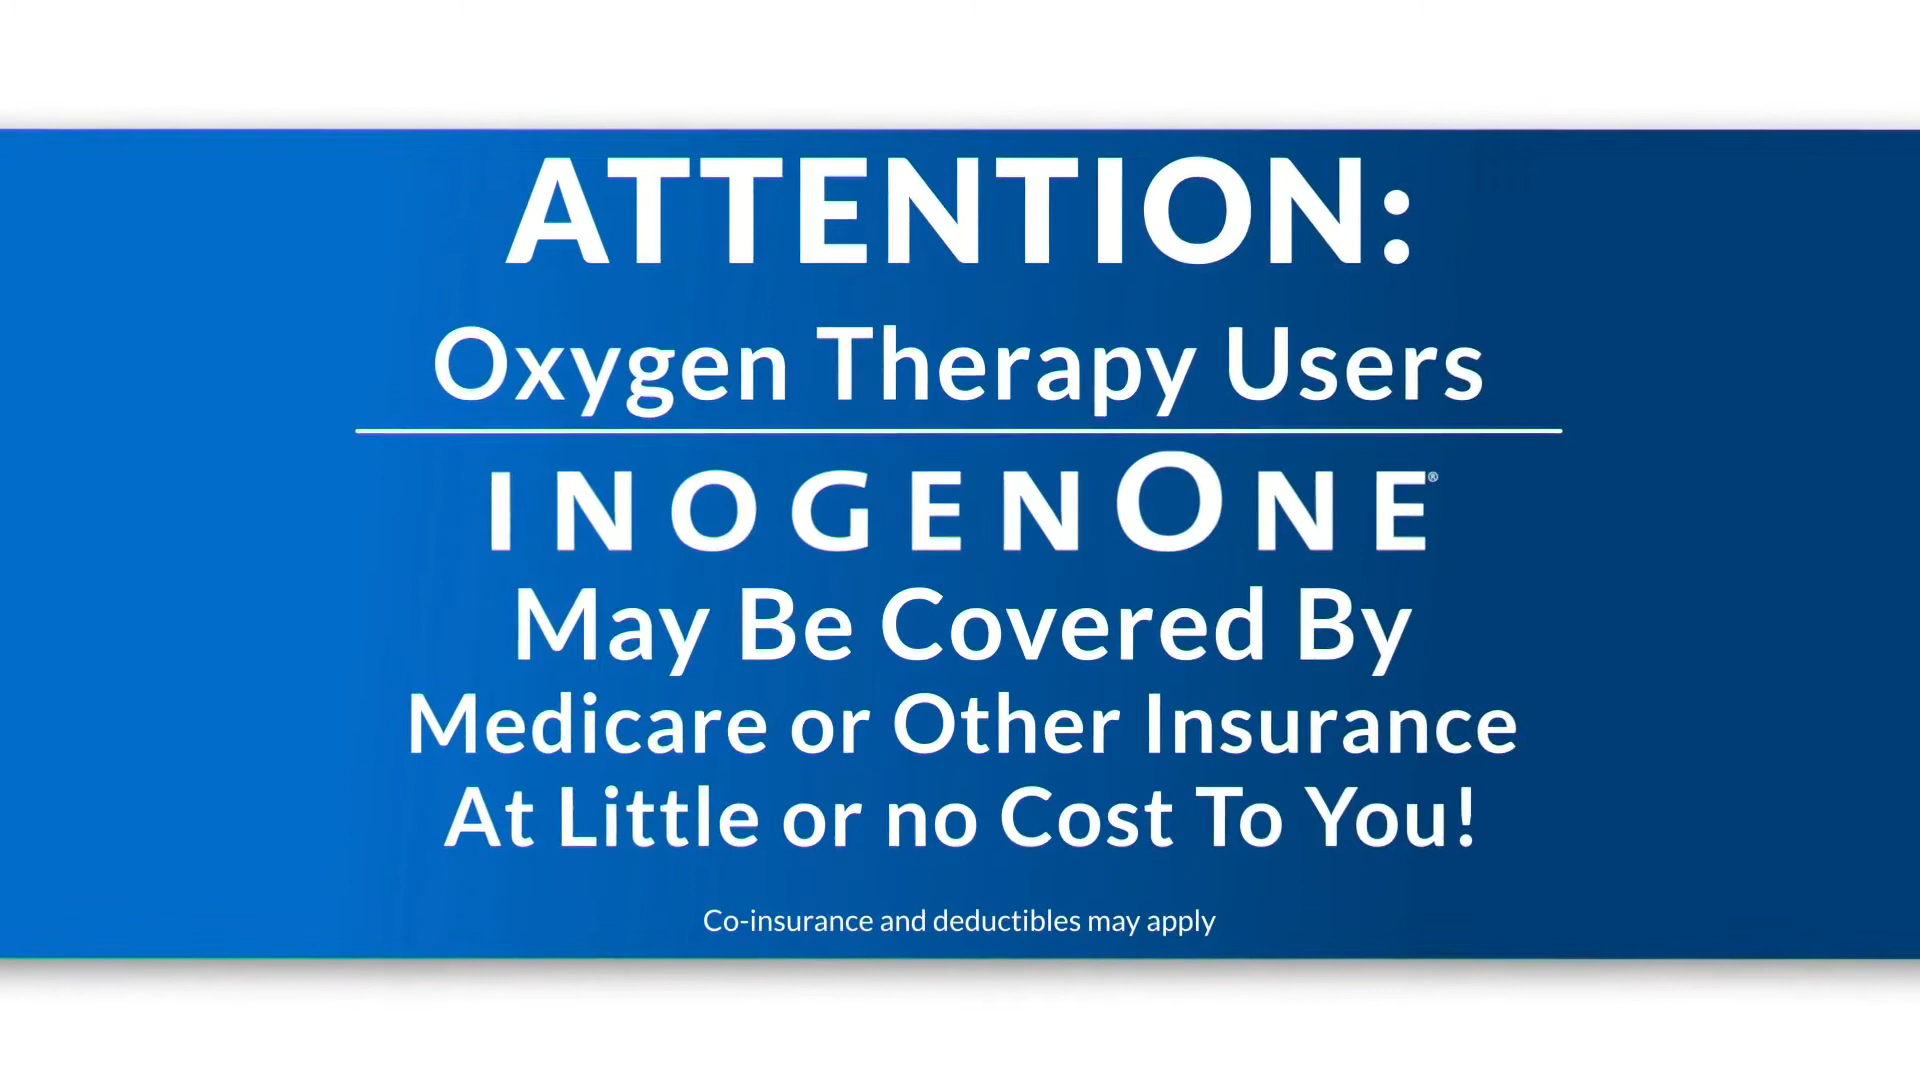 ATTENTION:
Oxygen Therapy Users
INOGENONE®
May Be Covered By
Medicare or Other Insurance
At Little or no Cost To You!
Co-insurance and deductibles may apply